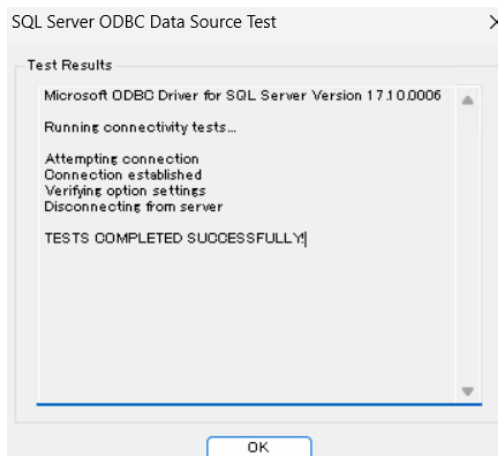 SQL Server ODBC Data Source Test
Test Results
Microsoft ODBC Driver for SQL Server Version 17.10.0006
Running connectivity tests...
Attempting connection
Connection established
Verifying option settings
Disconnecting from server
TESTS COMPLETED SUCCESSFULLY!
OK